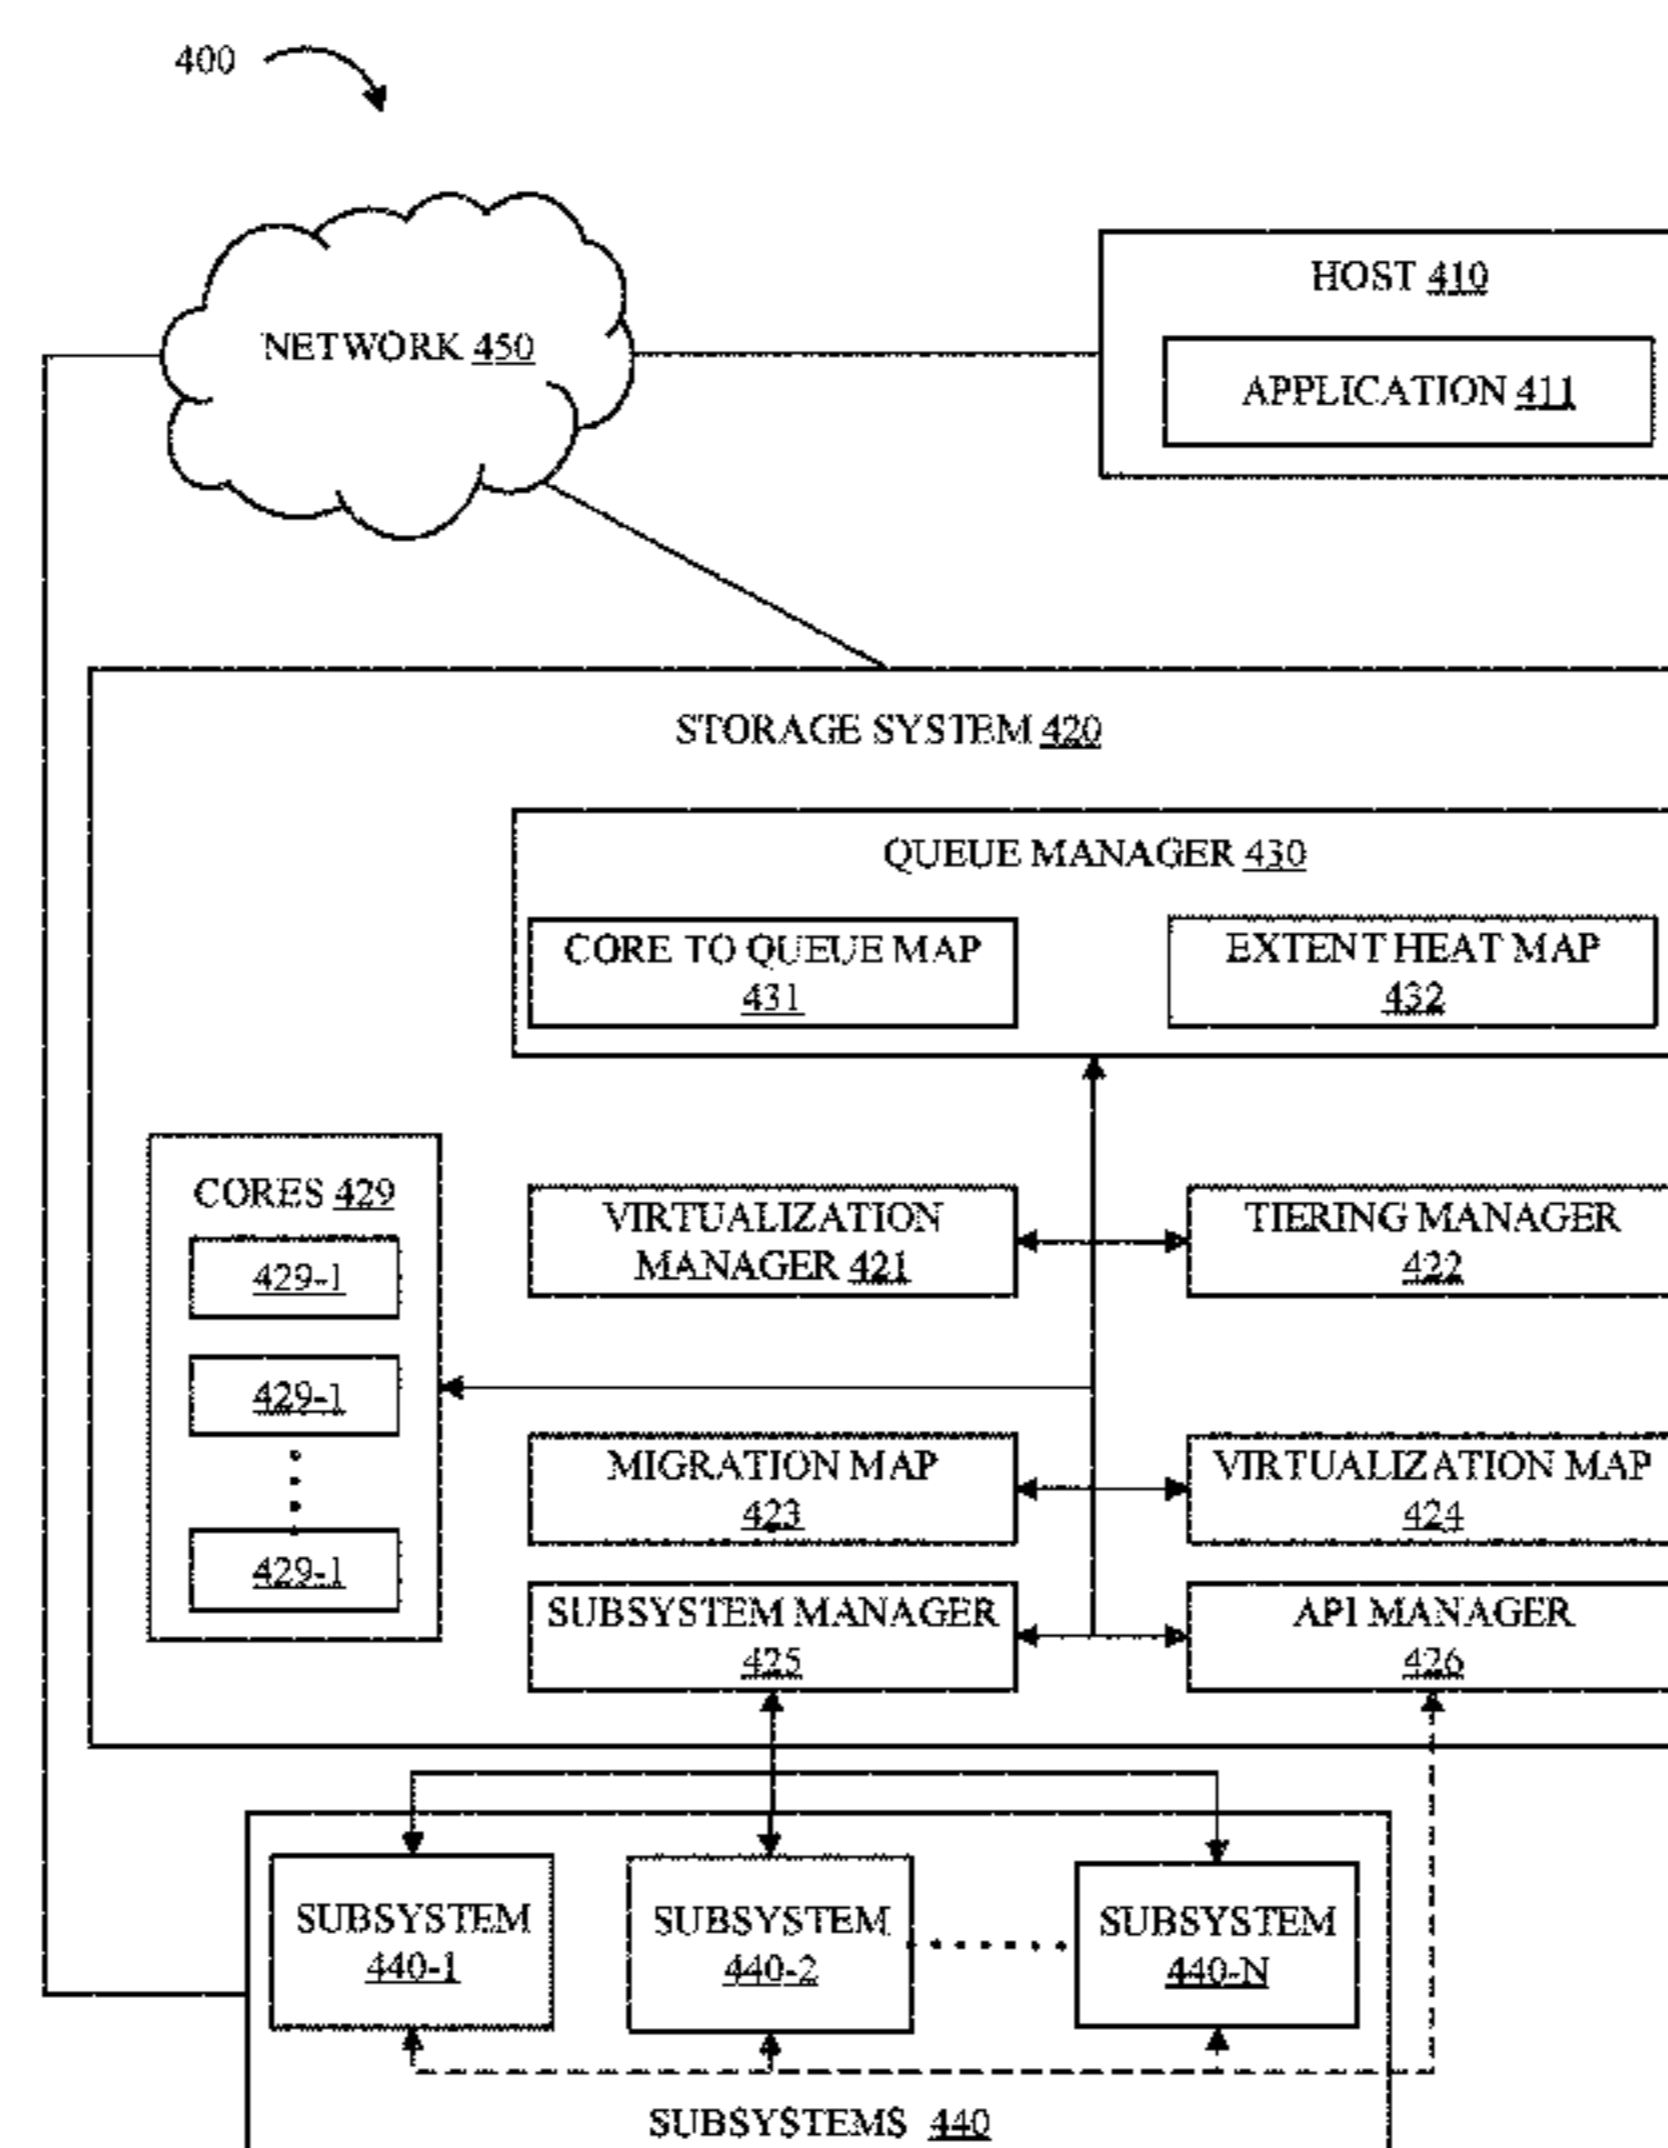 400
HOST 410
NETWORK 450
APPLICATION 411
STORAGE SYSTEM 420
QUEUE MANAGER 430
CORE TO QUEUE MAP
431
EXTENT HEAT MAP
432
CORES 429
429-1
429-1
429-1
VIRTUALIZATION
MANAGER 421
TIERING MANAGER
422
MIGRATION MAP
423
VIRTUALIZATION MAP
424
SUBSYSTEM MANAGER
425
API MANAGER
426
SUBSYSTEM
440-1
SUBSYSTEM
440-2
SUBSYSTEM
440-N
SUBSYSTEMS 440